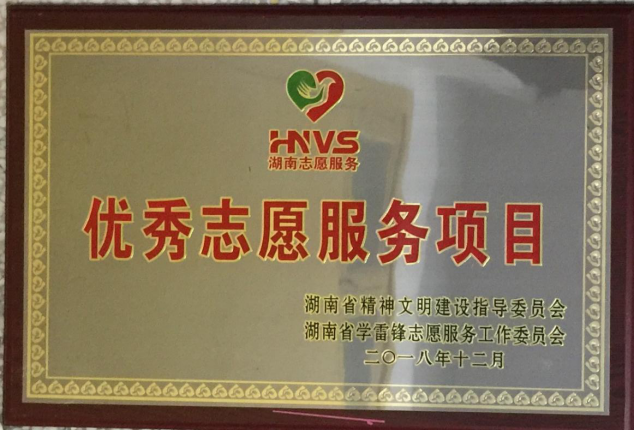 HNVS
湖南志愿服务
优秀志愿服务项目
湖南省精神文明建设指导委员会
湖南省学雷锋志愿服务工作委员会
二〇一八年十二月